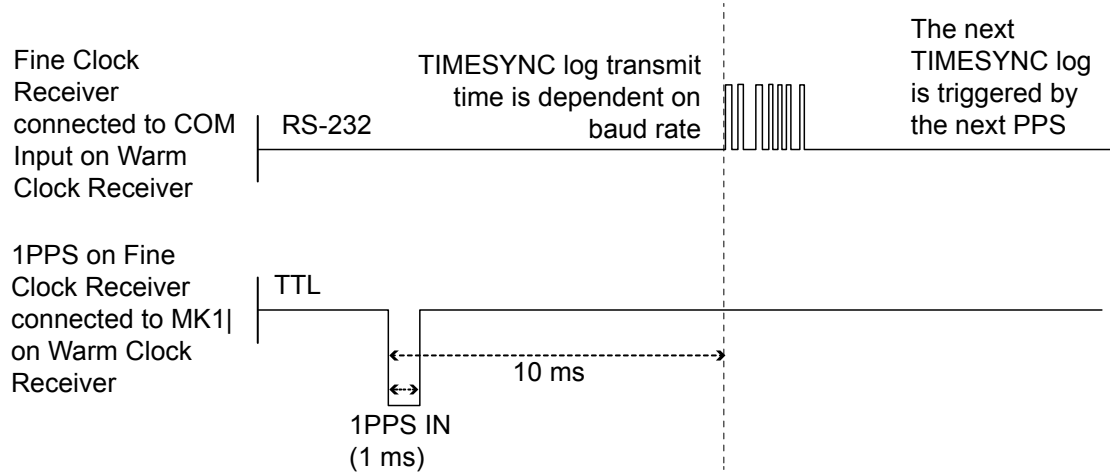 Fine Clock
Receiver
connected to COM
Input on Warm
Clock Receiver
RS-232
TIMESYNC log transmit
time is dependent on
baud rate
The next
TIMESYNC log
is triggered by
the next PPS
1PPS on Fine
Clock Receiver
connected to MK1|
on Warm Clock
Receiver
TTL
10 ms
1PPS IN
(1 ms)